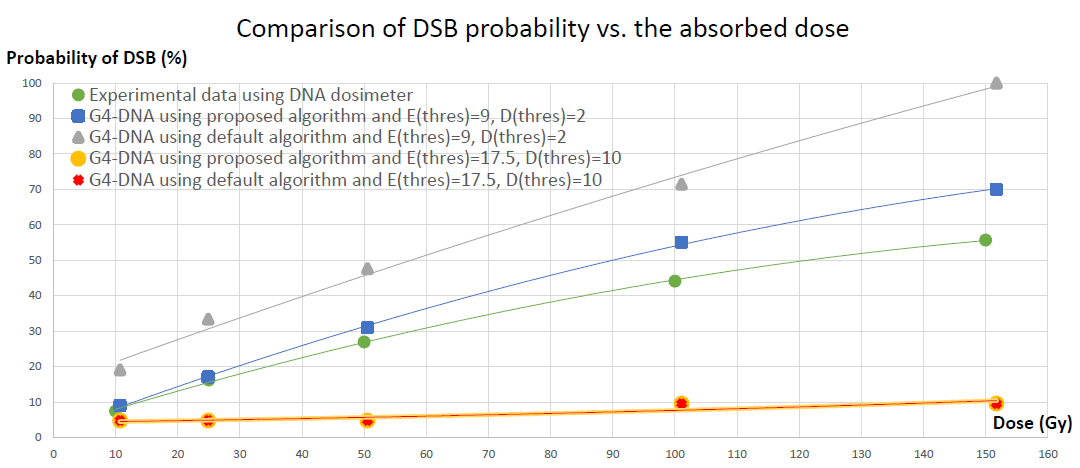 Comparison of DSB probability vs. the absorbed dose
Probability of DSB (%)
100
90
80
70
60
50
40
30
20
10
0
Experimental data using DNA dosimeter
G4-DNA using proposed algorithm and E(thres)=9, D(thres)=2
G4-DNA using default algorithm and E(thres)=9, D(thres)=2
G4-DNA using proposed algorithm and E(thres)=17.5, D(thres)=10
G4-DNA using default algorithm and E(thres)=17.5, D(thres)=10
Dose (Gy)
0 10 20 30 40 50 60 70 80 90 100 110 120 130 140 150 160